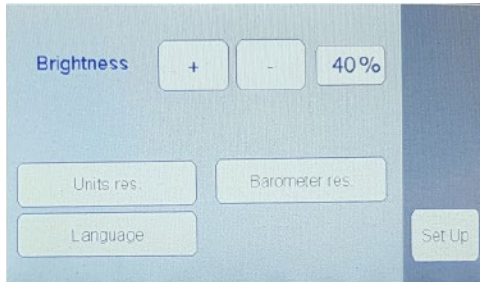 Brightness + - 40%
Units res. Barometer res.
Language
Set Up